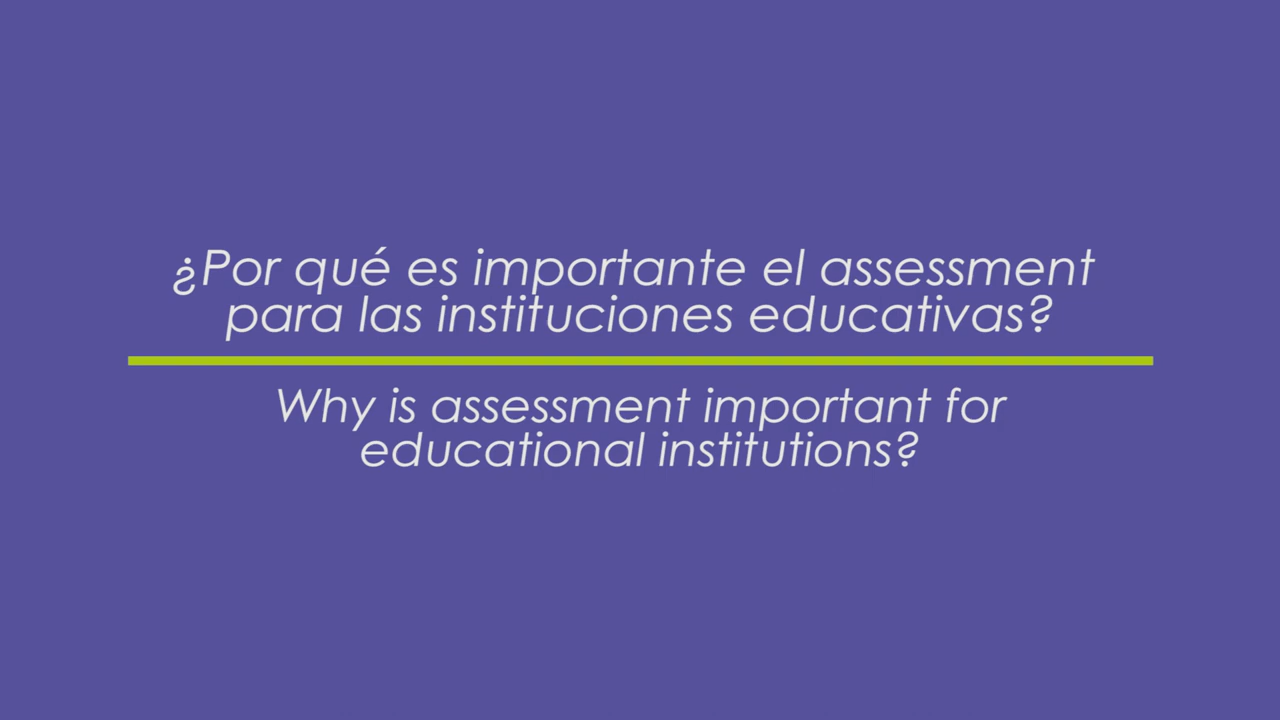 ¿Por qué es importante el assessment
para las instituciones educativas?
Why is assessment important for
educational institutions?